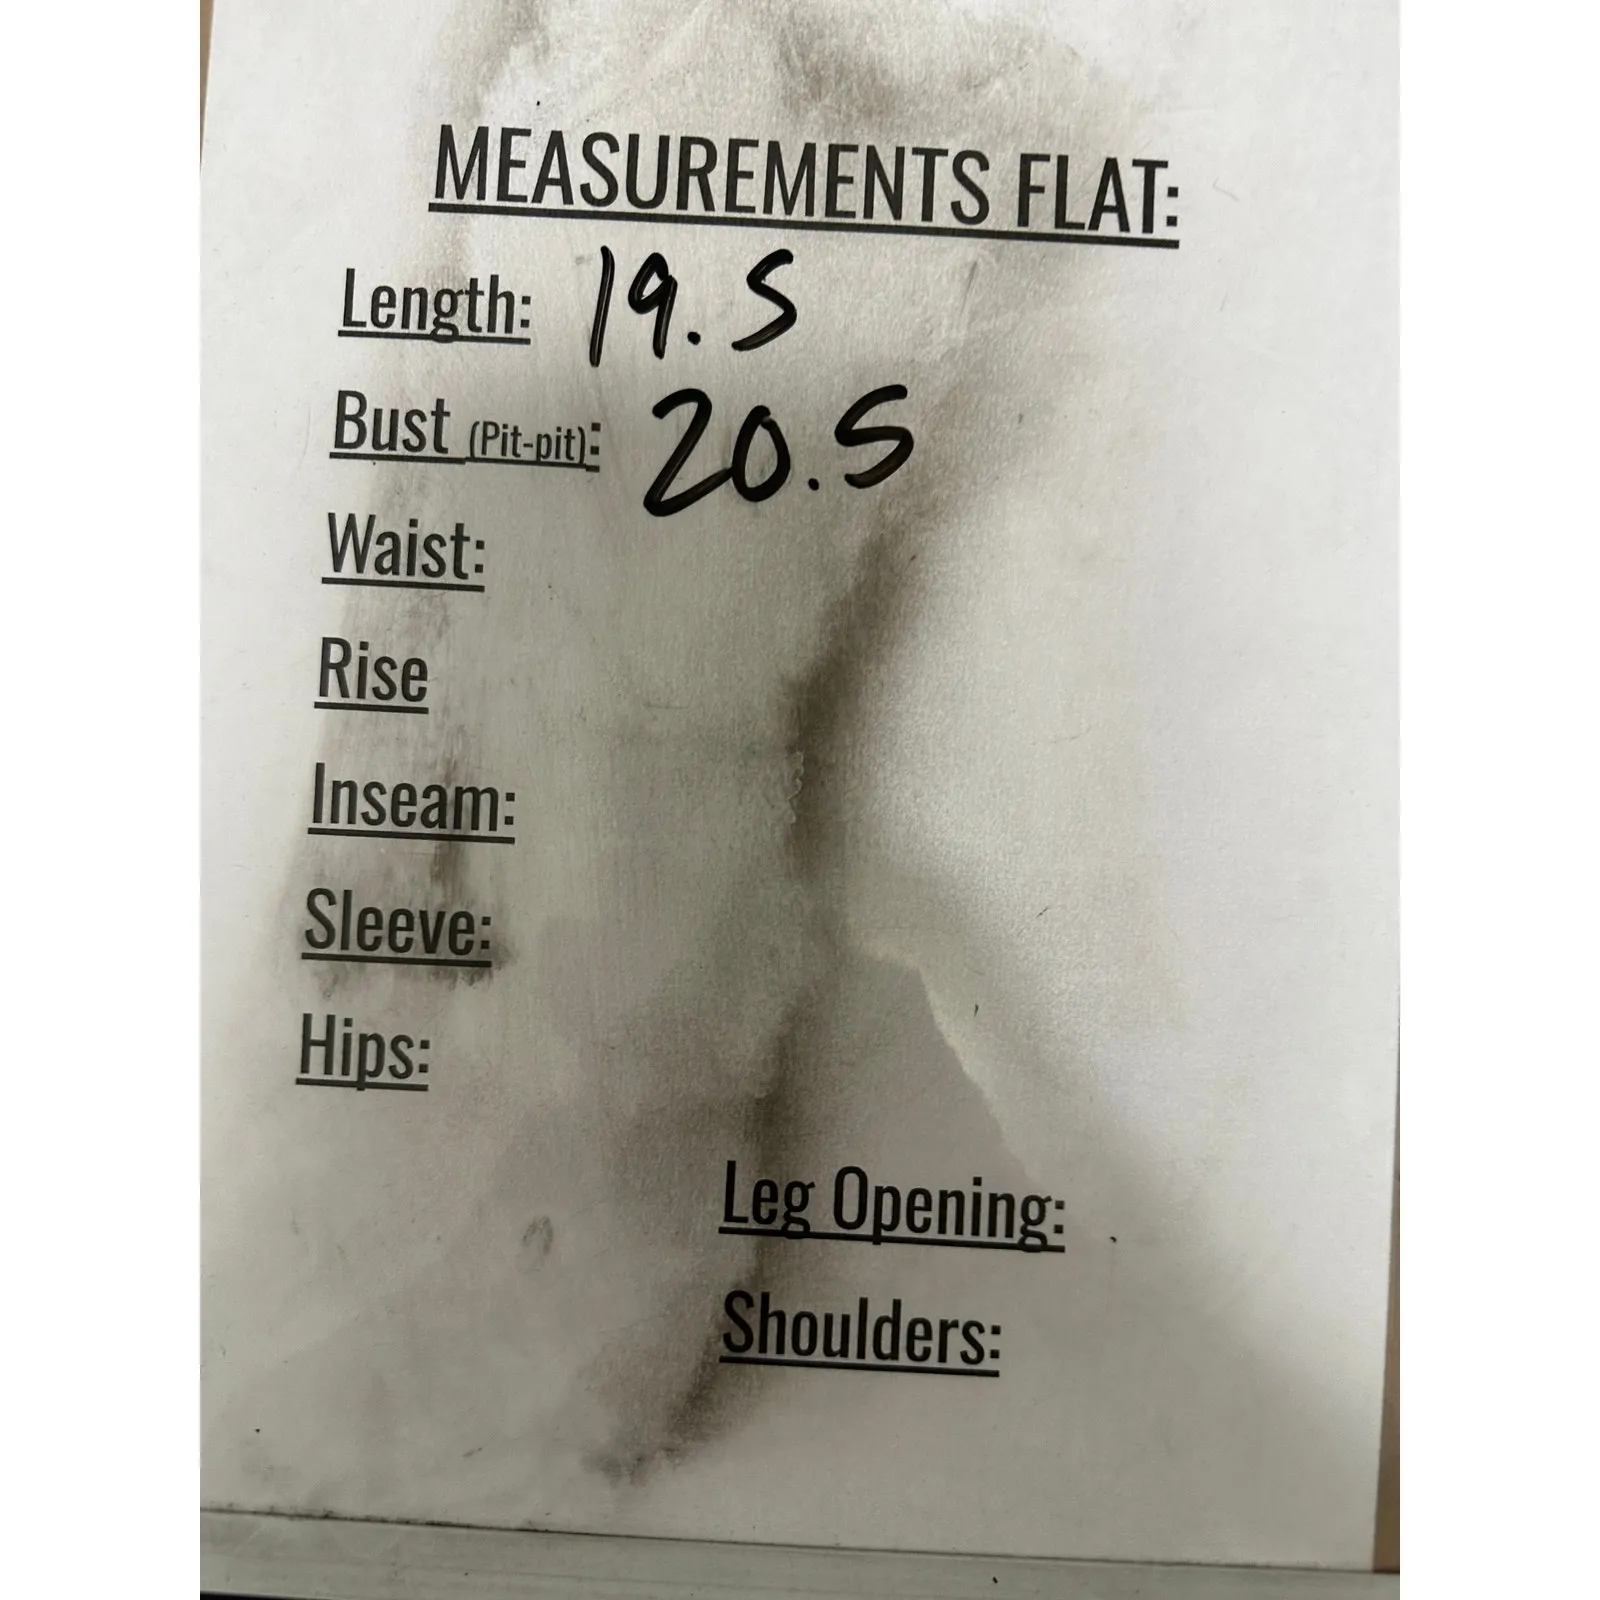 MEASUREMENTS FLAT:
Length: 19.5
Bust (Pit-pit): 20.5
Waist:
Rise
Inseam:
Sleeve:
Hips:
Leg Opening:
Shoulders: